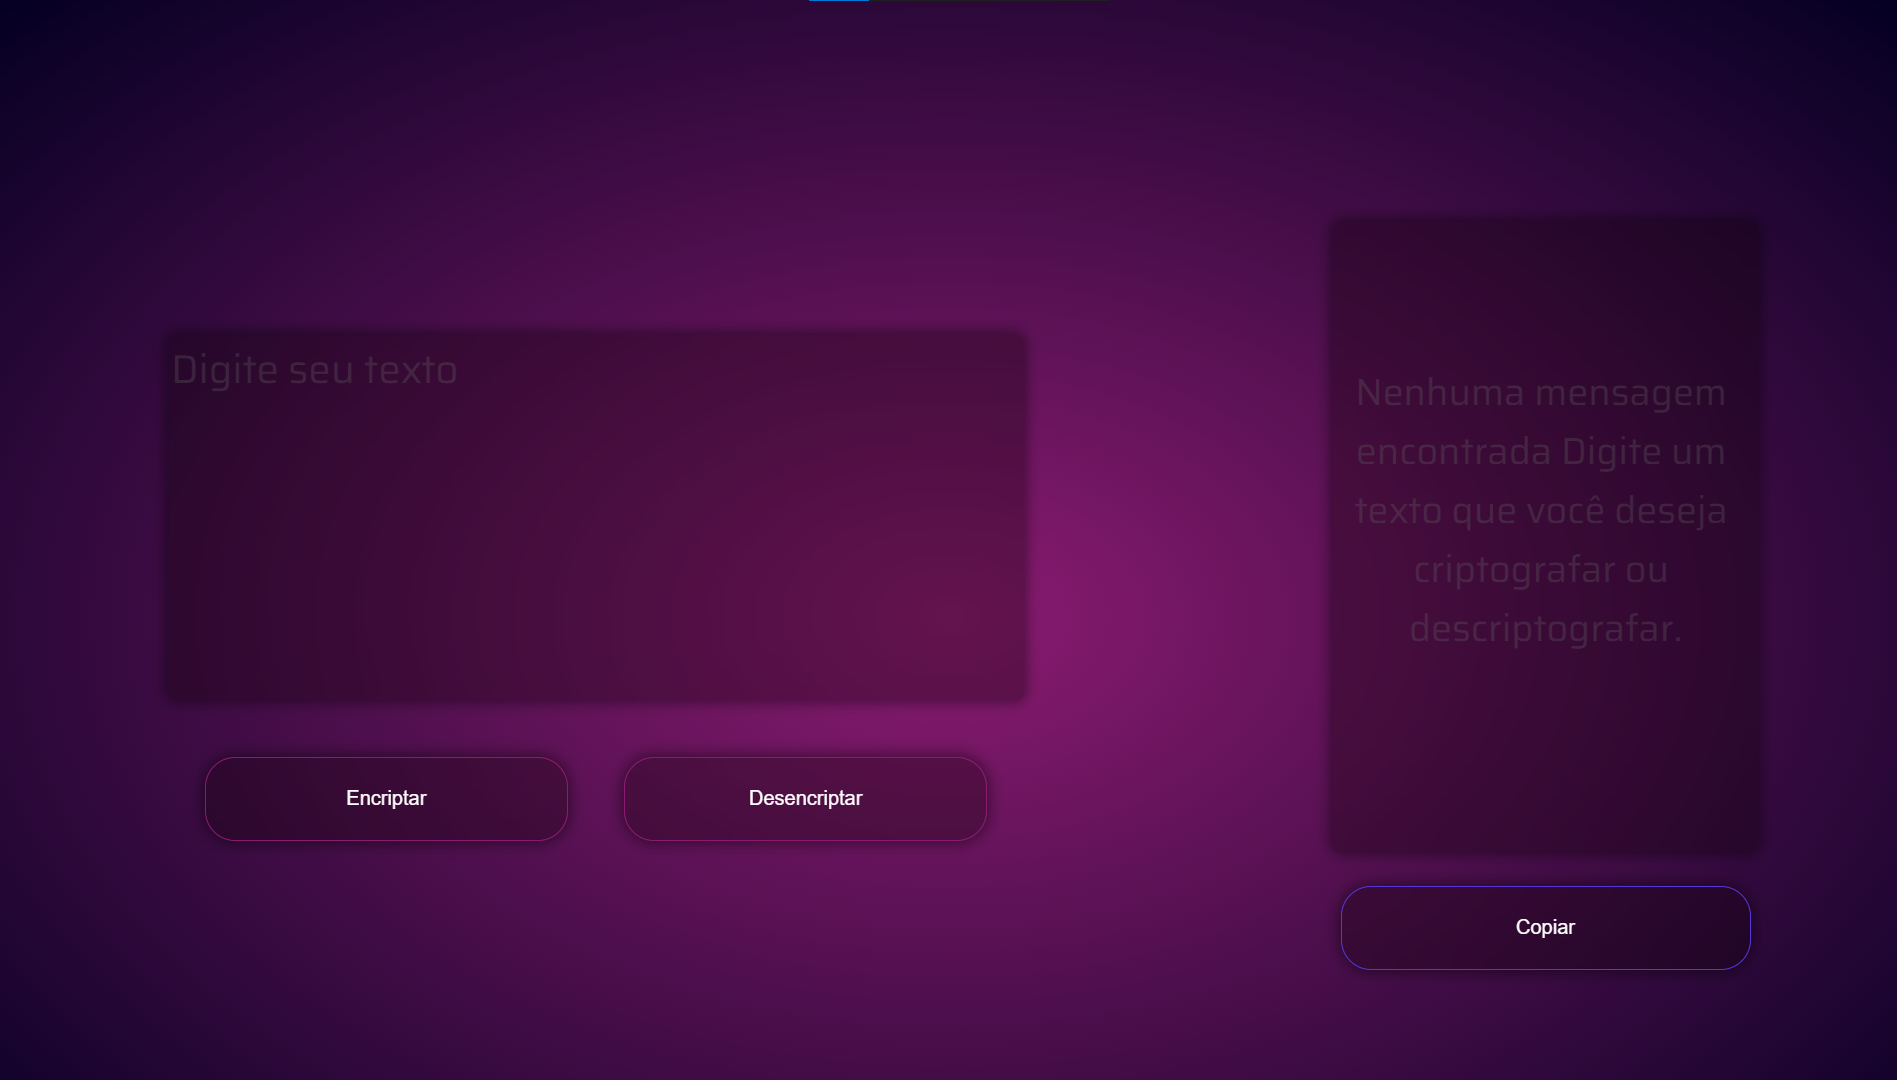 Digite seu texto
Encriptar
Desencriptar
Nenhuma mensagem
encontrada Digite um
texto que você deseja
criptografar ou
descriptografar.
Copiar